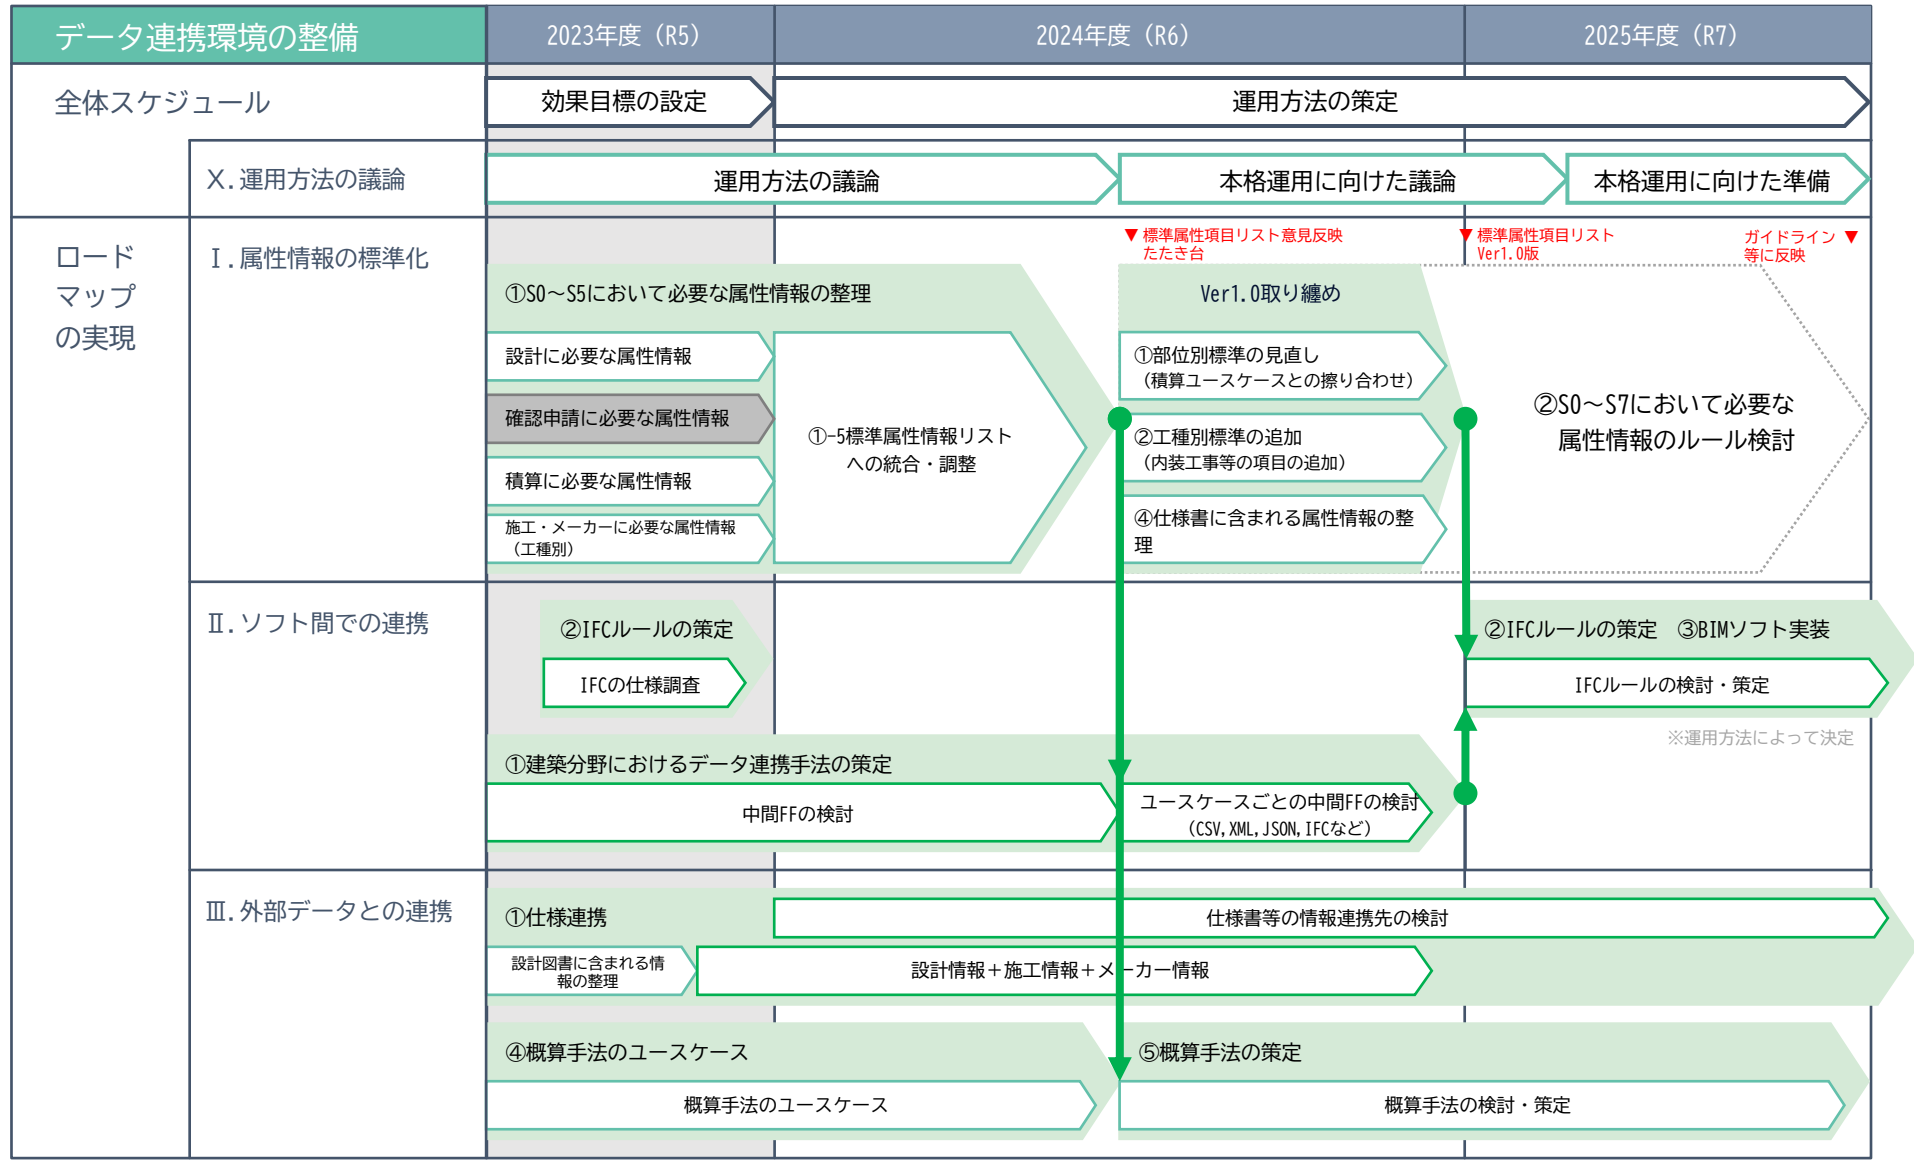 データ連携環境の整備
2023年度（R5）
2024年度（R6）
2025年度（R7）
全体スケジュール
効果目標の設定
運用方法の策定
Ⅹ.運用方法の議論
運用方法の議論
本格運用に向けた議論
本格運用に向けた準備
ロード
マップ
の実現
Ⅰ.属性情報の標準化
▼ 標準属性項目リスト意見反映
たたき台
▼ 標準属性項目リスト
Ver1.0版
ガイドライン ▼
等に反映
①S0～S5において必要な属性情報の整理
設計に必要な属性情報
確認申請に必要な属性情報
積算に必要な属性情報
施工・メーカーに必要な属性情報
（工種別）
①-5標準属性情報リスト
への統合・調整
Ver1.0取り纏め
①部位別標準の見直し
（積算ユースケースとの擦り合わせ）
②工種別標準の追加
（内装工事等の項目の追加）
④仕様書に含まれる属性情報の整
理
②S0～S7において必要な
属性情報のルール検討
Ⅱ.ソフト間での連携
②IFCルールの策定
IFCの仕様調査
②IFCルールの策定　③BIMソフト実装
IFCルールの検討・策定
※運用方法によって決定
①建築分野におけるデータ連携手法の策定
中間FFの検討
ユースケースごとの中間FFの検討
（CSV,XML,JSON,IFCなど）
Ⅲ.外部データとの連携
①仕様連携
仕様書等の情報連携先の検討
設計図書に含まれる情
報の整理
設計情報＋施工情報＋メーカー情報
④概算手法のユースケース
概算手法のユースケース
⑤概算手法の策定
概算手法の検討・策定